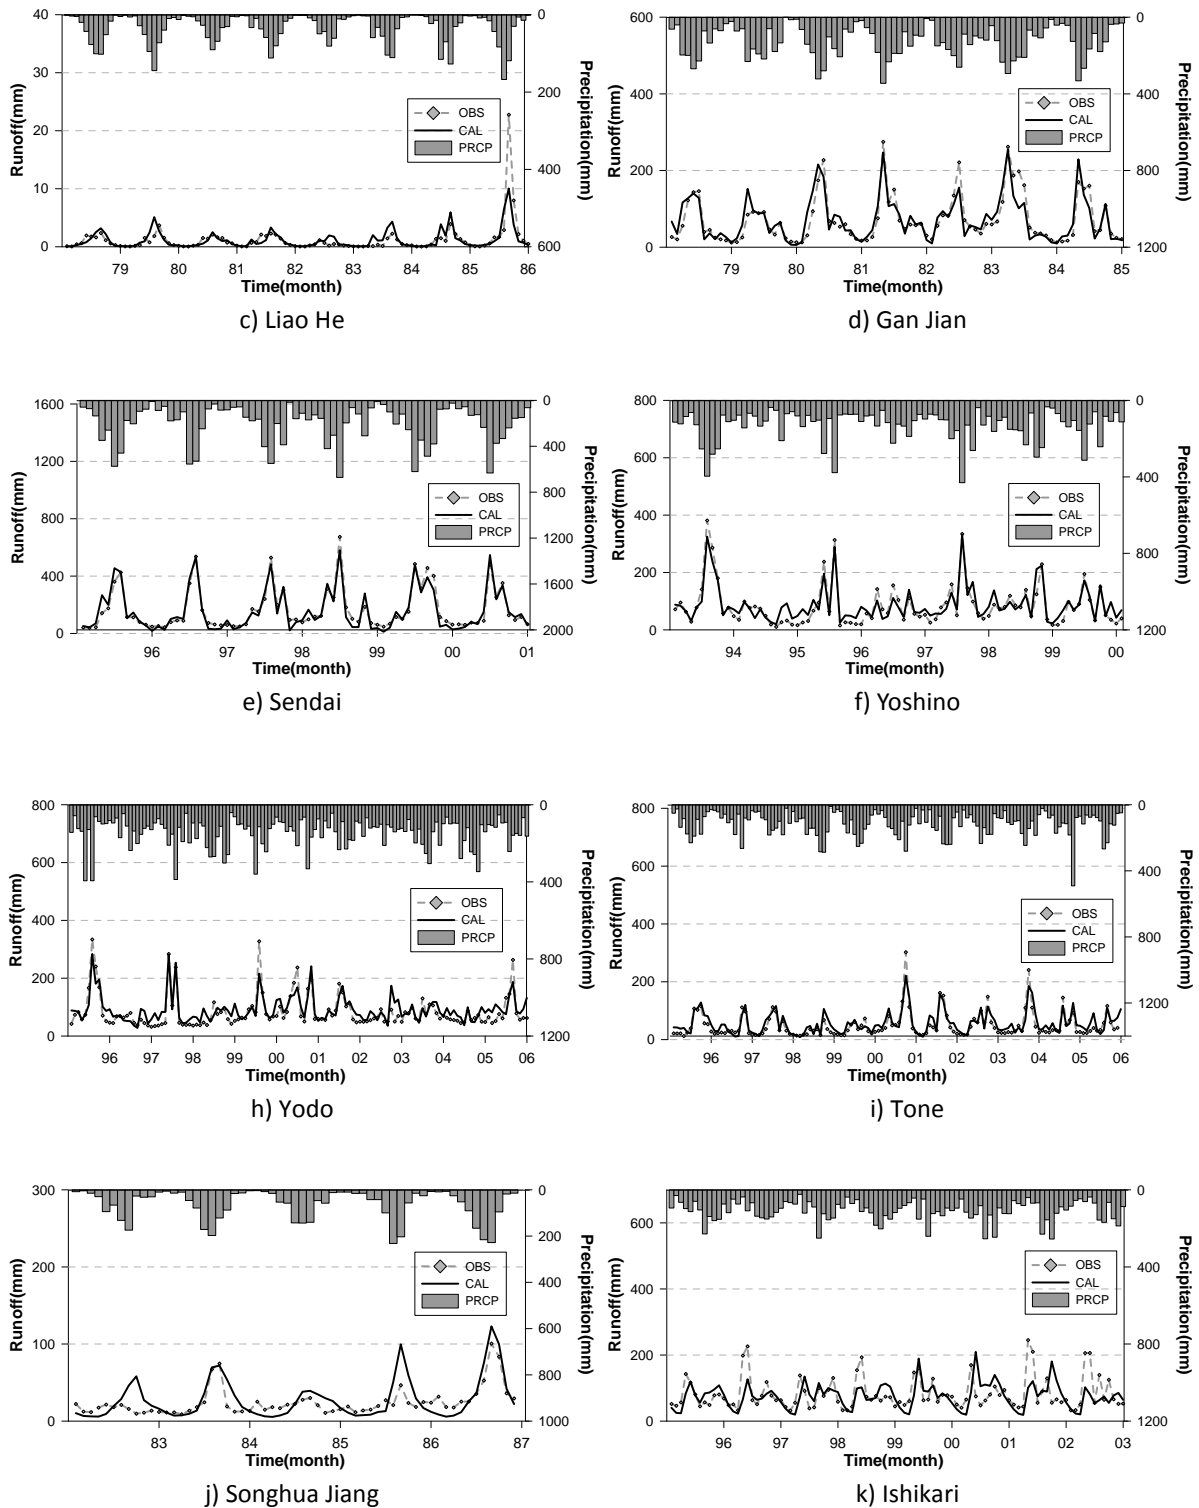 40
30
20
10
0
Runoff(mm)
0
200
400
600
Precipitation(mm)
OBS
CAL
PRCP
79 80 81 82 83 84 85 86
Time(month)
c) Liao He
600
400
200
0
Runoff(mm)
0
400
800
1200
Precipitation(mm)
OBS
CAL
PRCP
79 80 81 82 83 84 85
Time(month)
d) Gan Jian
1600
1200
800
400
0
Runoff(mm)
0
400
800
1200
1600
2000
Precipitation(mm)
OBS
CAL
PRCP
96 97 98 99 00 01
Time(month)
e) Sendai
800
600
400
200
0
Runoff(mm)
0
400
800
1200
Precipitation(mm)
OBS
CAL
PRCP
94 95 96 97 98 99 00
Time(month)
f) Yoshino
800
600
400
200
0
Runoff(mm)
0
400
800
1200
Precipitation(mm)
OBS
CAL
PRCP
96 97 98 99 00 01 02 03 04 05 06
Time(month)
h) Yodo
800
600
400
200
0
Runoff(mm)
0
400
800
1200
Precipitation(mm)
OBS
CAL
PRCP
96 97 98 99 00 01 02 03 04 05 06
Time(month)
i) Tone
300
200
100
0
Runoff(mm)
0
200
400
600
800
1000
Precipitation(mm)
OBS
CAL
PRCP
83 84 85 86 87
Time(month)
j) Songhua Jiang
600
400
200
0
Runoff(mm)
0
400
800
1200
Precipitation(mm)
OBS
CAL
PRCP
96 97 98 99 00 01 02 03
Time(month)
k) Ishikari